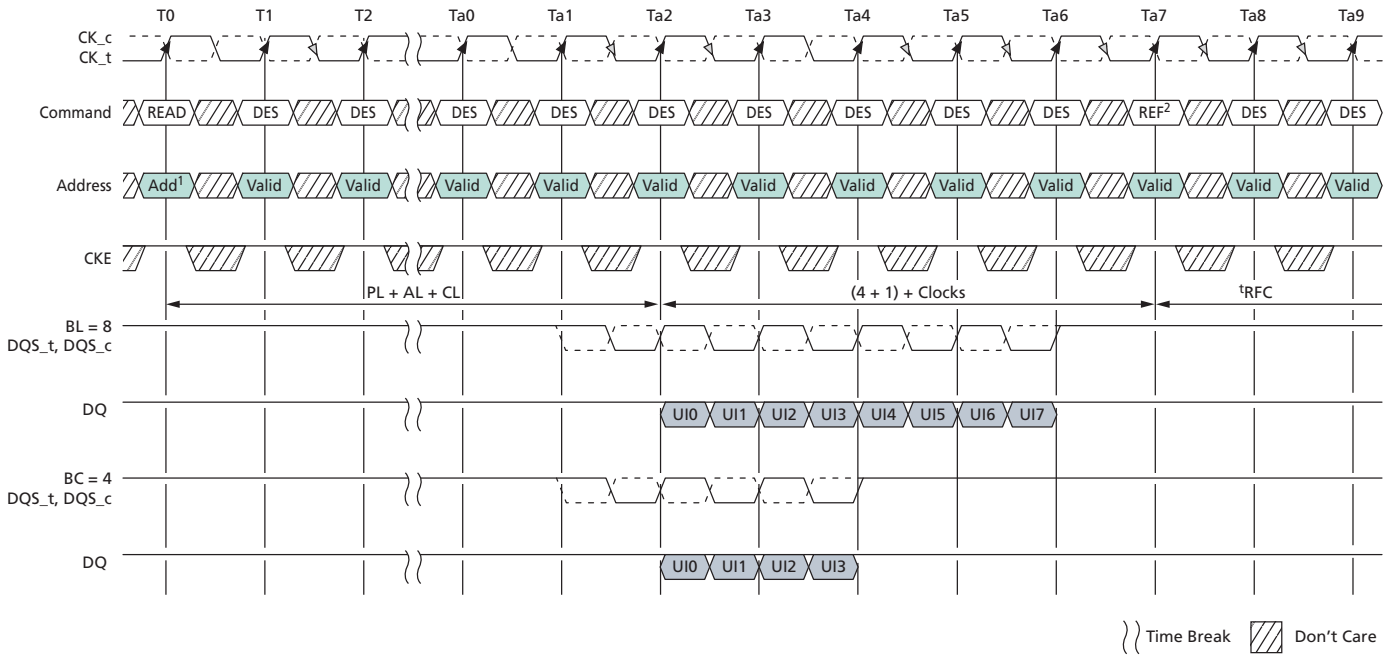 T0 T1 T2 Ta0 Ta1 Ta2 Ta3 Ta4 Ta5 Ta6 Ta7 Ta8 Ta9
CK_c
CK_t
Command READ DES DES DES DES DES DES DES DES DES REF² DES DES
Address Add¹ Valid Valid Valid Valid Valid Valid Valid Valid Valid Valid Valid Valid
CKE
PL + AL + CL (4 + 1) + Clocks tRFC
BL = 8
DQS_t, DQS_c
DQ UI0 UI1 UI2 UI3 UI4 UI5 UI6 UI7
BC = 4
DQS_t, DQS_c
DQ UI0 UI1 UI2 UI3
Time Break Don't Care